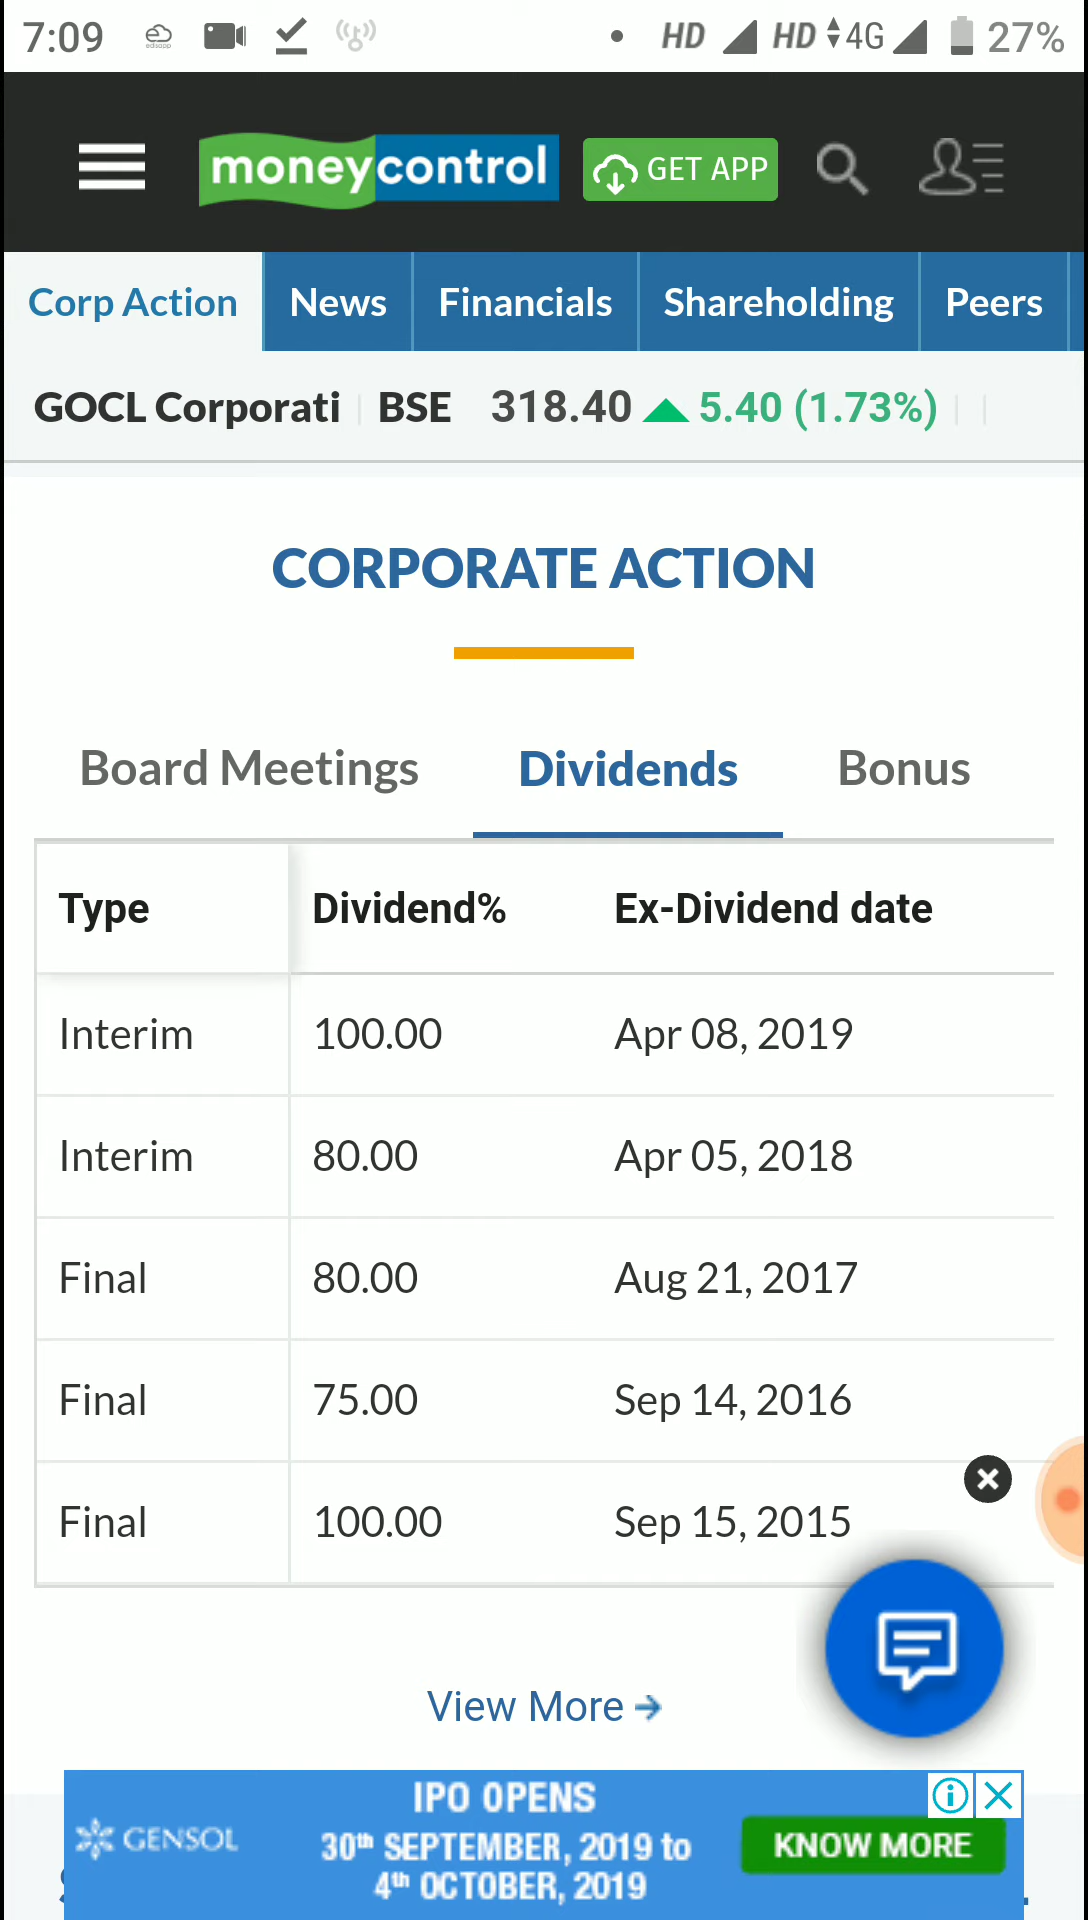 7:09 HD HD 4G 27%
moneycontrol GET APP
Corp Action News Financials Shareholding Peers
GOCL Corporati BSE 318.40 5.40 (1.73%)
CORPORATE ACTION
Board Meetings Dividends Bonus
Type Dividend% Ex-Dividend date
Interim 100.00 Apr 08, 2019
Interim 80.00 Apr 05, 2018
Final 80.00 Aug 21, 2017
Final 75.00 Sep 14, 2016
Final 100.00 Sep 15, 2015
View More →
IPO OPENS
GENSOL 30th SEPTEMBER, 2019 to KNOW MORE
4th OCTOBER, 2019